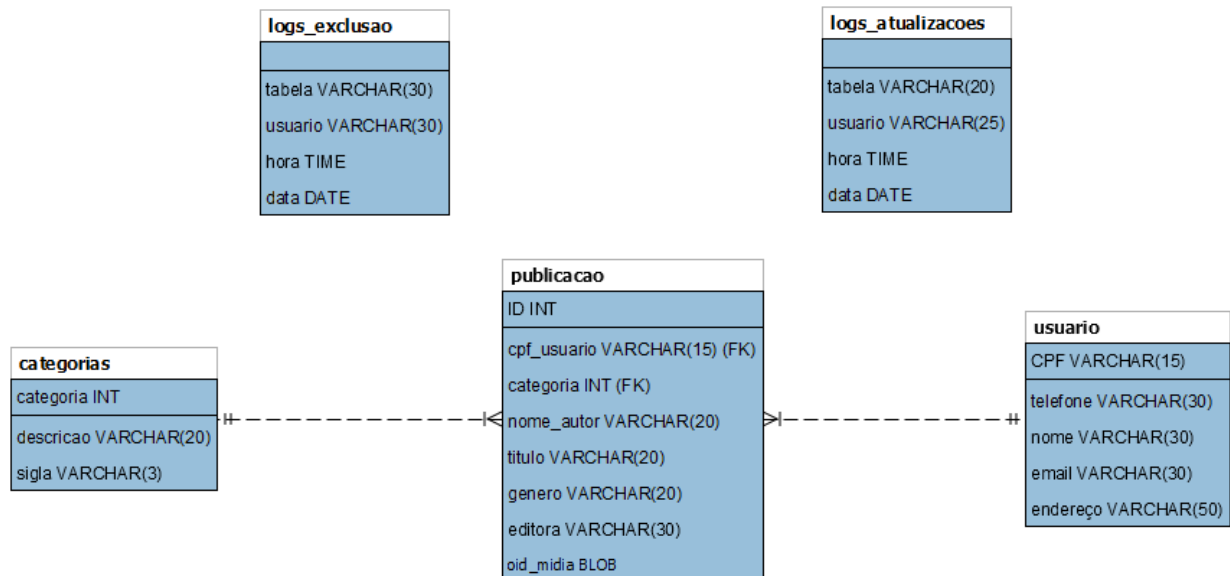 logs_exclusao
tabela VARCHAR(30)
usuario VARCHAR(30)
hora TIME
data DATE
logs_atualizacoes
tabela VARCHAR(20)
usuario VARCHAR(25)
hora TIME
data DATE
categorias
categoria INT
descricao VARCHAR(20)
sigla VARCHAR(3)
publicacao
ID INT
cpf_usuario VARCHAR(15) (FK)
categoria INT (FK)
nome_autor VARCHAR(20)
titulo VARCHAR(20)
genero VARCHAR(20)
editora VARCHAR(30)
oid_midia BLOB
usuario
CPF VARCHAR(15)
telefone VARCHAR(30)
nome VARCHAR(30)
email VARCHAR(30)
endereço VARCHAR(50)